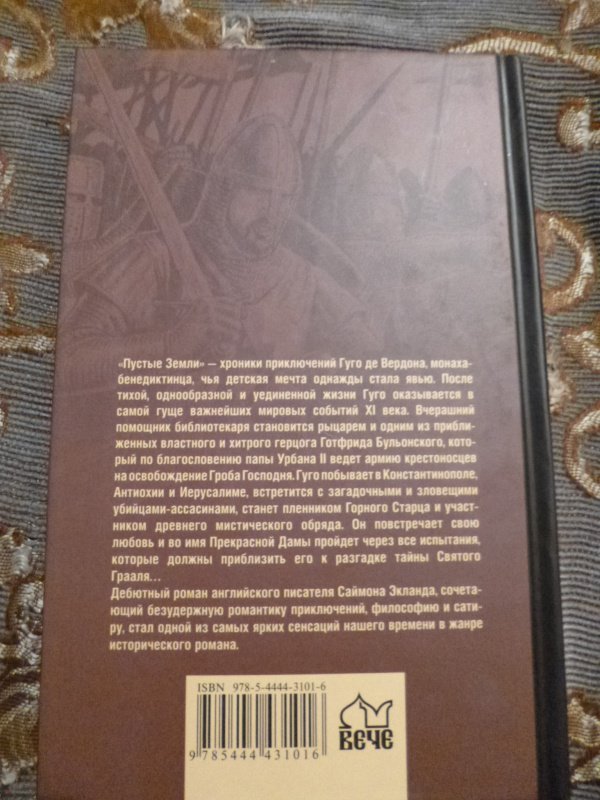 «Пустые Земли» — хроники приключений Гуго де Вердона, монаха-
бенедиктинца, чья детская мечта однажды стала явью. После
тихой, однообразной и уединенной жизни Гуго оказывается в
самой гуще важнейших мировых событий XI века. Вчерашний
помощник библиотекаря становится рыцарем и одним из прибли-
женных властного и хитрого герцога Готфрида Бульонского, кото-
рый по благословению папы Урбана II ведет армию крестоносцев
на освобождение Гроба Господня. Гуго побывает в Константинополе,
Антиохии и Иерусалиме, встретится с загадочными и зловещими
убийцами-ассасинами, станет пленником Горного Старца и участ-
ником древнего мистического обряда. Он повстречает свою
любовь и во имя Прекрасной Дамы пройдет через все испытания,
которые должны приблизить его к разгадке тайны Святого
Грааля...
Дебютный роман английского писателя Саймона Экланда, сочета-
ющий безудержную романтику приключений, философию и сати-
ру, стал одной из самых ярких сенсаций нашего времени в жанре
исторического романа.
ISBN 978-5-4444-3101-6
9 785444 431016
ВЕЧЕ